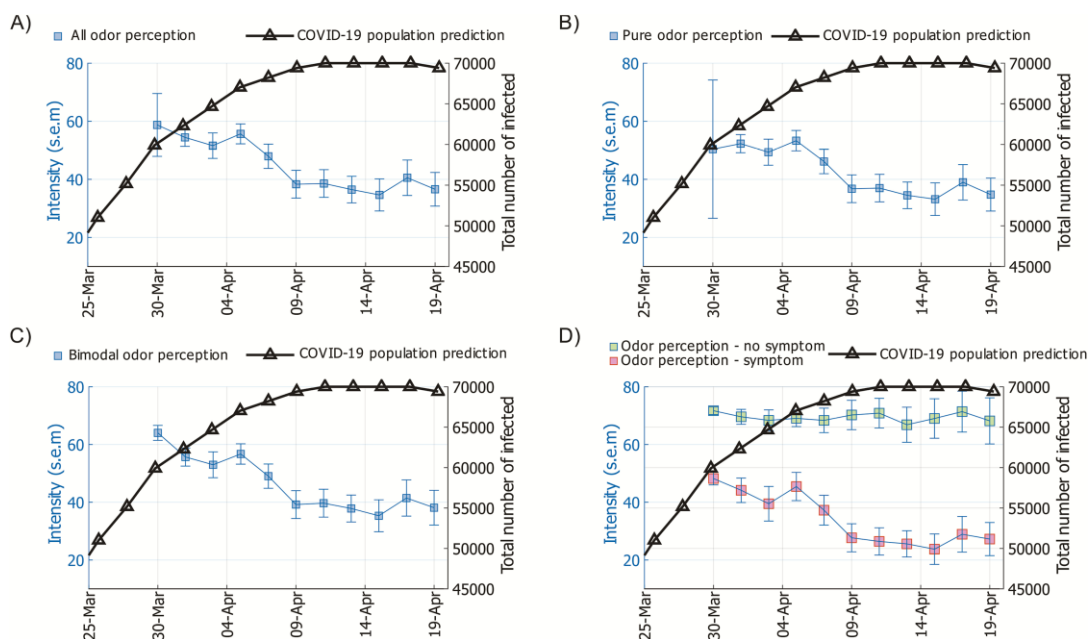 A)
All odor perception
COVID-19 population prediction
80
60
40
20
Intensity (s.e.m)
70000
65000
60000
55000
50000
45000
Total number of infected
25-Mar
30-Mar
04-Apr
09-Apr
14-Apr
19-Apr
B)
Pure odor perception
COVID-19 population prediction
80
60
40
20
Intensity (s.e.m)
70000
65000
60000
55000
50000
45000
Total number of infected
25-Mar
30-Mar
04-Apr
09-Apr
14-Apr
19-Apr
C)
Bimodal odor perception
COVID-19 population prediction
80
60
40
20
Intensity (s.e.m)
70000
65000
60000
55000
50000
45000
Total number of infected
25-Mar
30-Mar
04-Apr
09-Apr
14-Apr
19-Apr
D)
Odor perception - no symptom
Odor perception - symptom
COVID-19 population prediction
80
60
40
20
Intensity (s.e.m)
70000
65000
60000
55000
50000
45000
Total number of infected
25-Mar
30-Mar
04-Apr
09-Apr
14-Apr
19-Apr